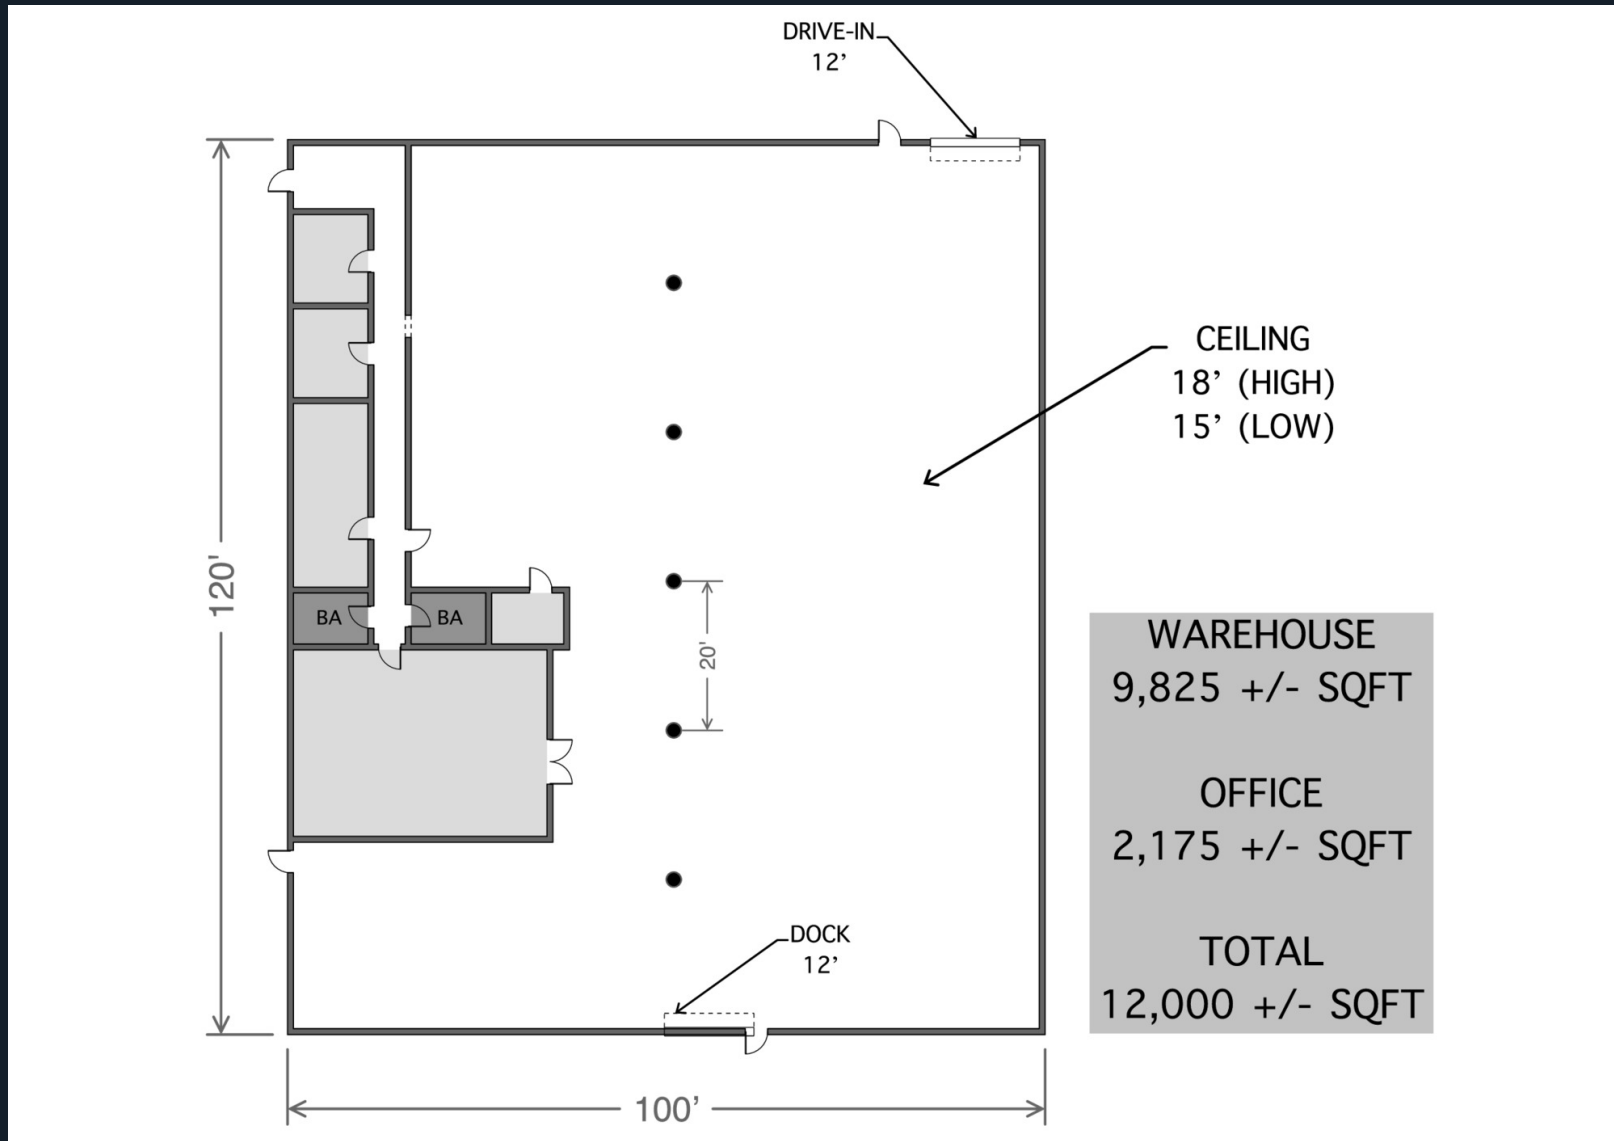 DRIVE-IN
12’
CEILING
18’ (HIGH)
15’ (LOW)
120'
BA
BA
20'
WAREHOUSE
9,825 +/- SQFT
OFFICE
2,175 +/- SQFT
TOTAL
12,000 +/- SQFT
DOCK
12’
100’